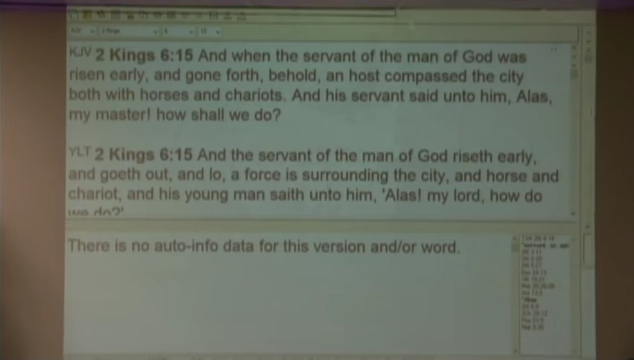 KJV 2 Kings 6:15 And when the servant of the man of God was
risen early, and gone forth, behold, an host compassed the city
both with horses and chariots. And his servant said unto him, Alas,
my master! how shall we do?
YLT 2 Kings 6:15 And the servant of the man of God riseth early,
and goeth out, and lo, a force is surrounding the city, and horse and
chariot, and his young man saith unto him, 'Alas! my lord, how do
we do?'
There is no auto-info data for this version and/or word.